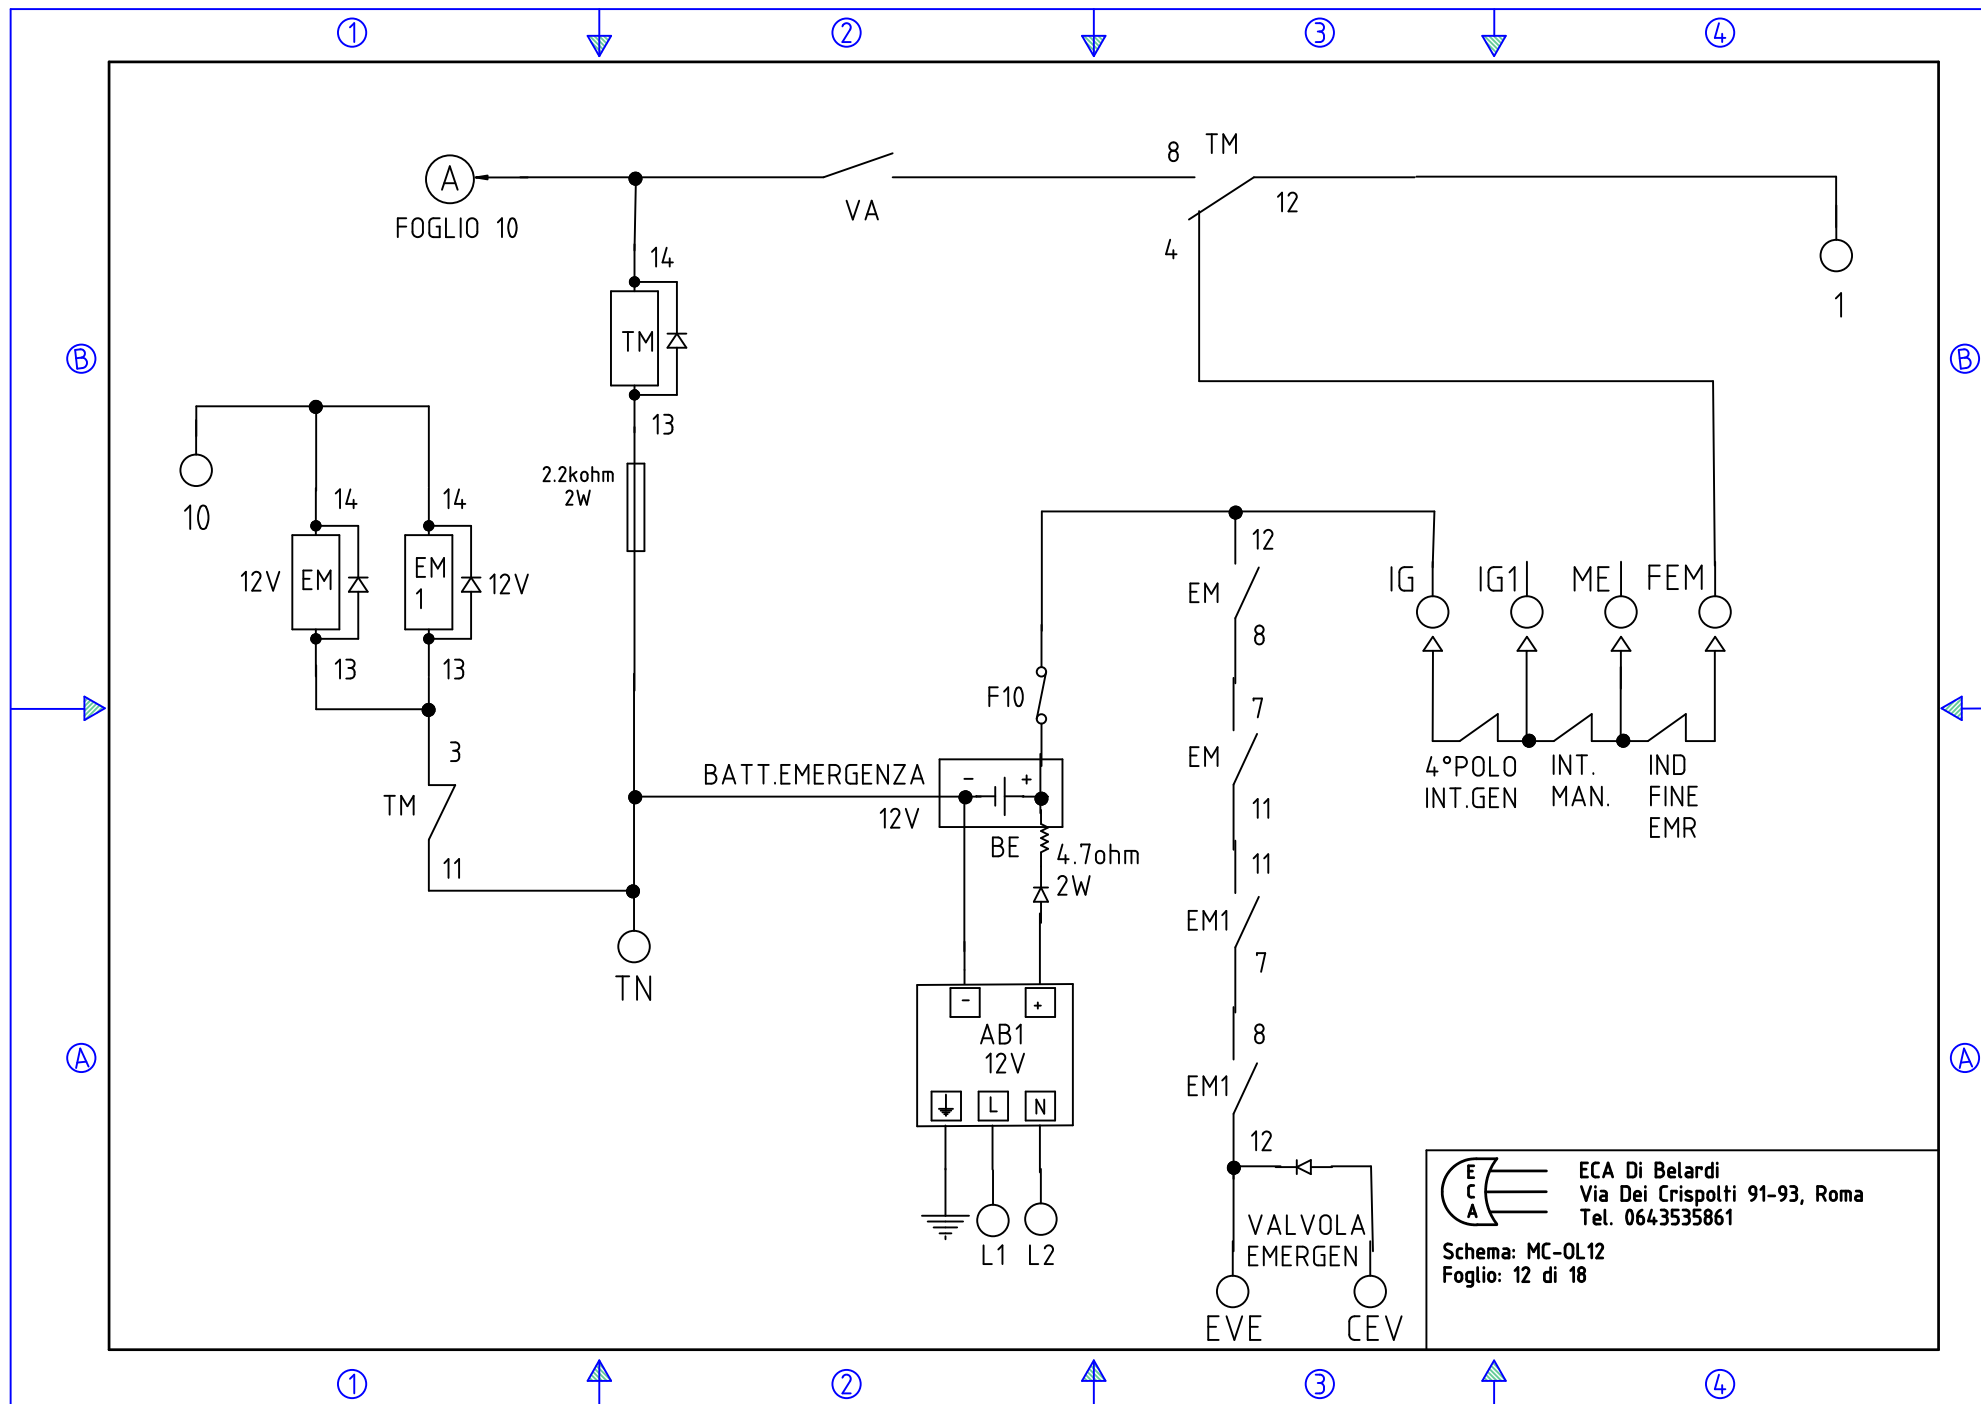 1 2 3 4
8 TM
A
12
VA
FOGLIO 10
4
14
1
TM
B B
13
2.2kohm
2W
10
14 14
12
12V EM EM
1 12V
IG IG1 ME FEM
EM
8
13 13
F10
7
3
EM
BATT.EMERGENZA - +
4°POLO
INT.GEN
INT.
MAN.
IND
FINE
EMR
TM
12V
11
BE
4.7ohm
2W
11
11
EM1
7
TN
- +
AB1
12V
8
A A
EM1
L N
12
ECA
ECA Di Belardi
Via Dei Crispolti 91-93, Roma
Tel. 0643535861
VALVOLA
EMERGEN
L1 L2
Schema: MC-OL12
Foglio: 12 di 18
EVE CEV
1 2 3 4